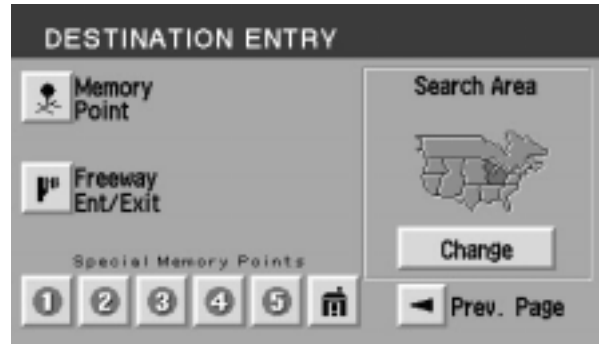 DESTINATION ENTRY
Memory
Point
Freeway
Ent/Exit
Special Memory Points
1 2 3 4 5
Search Area
Change
Prev. Page